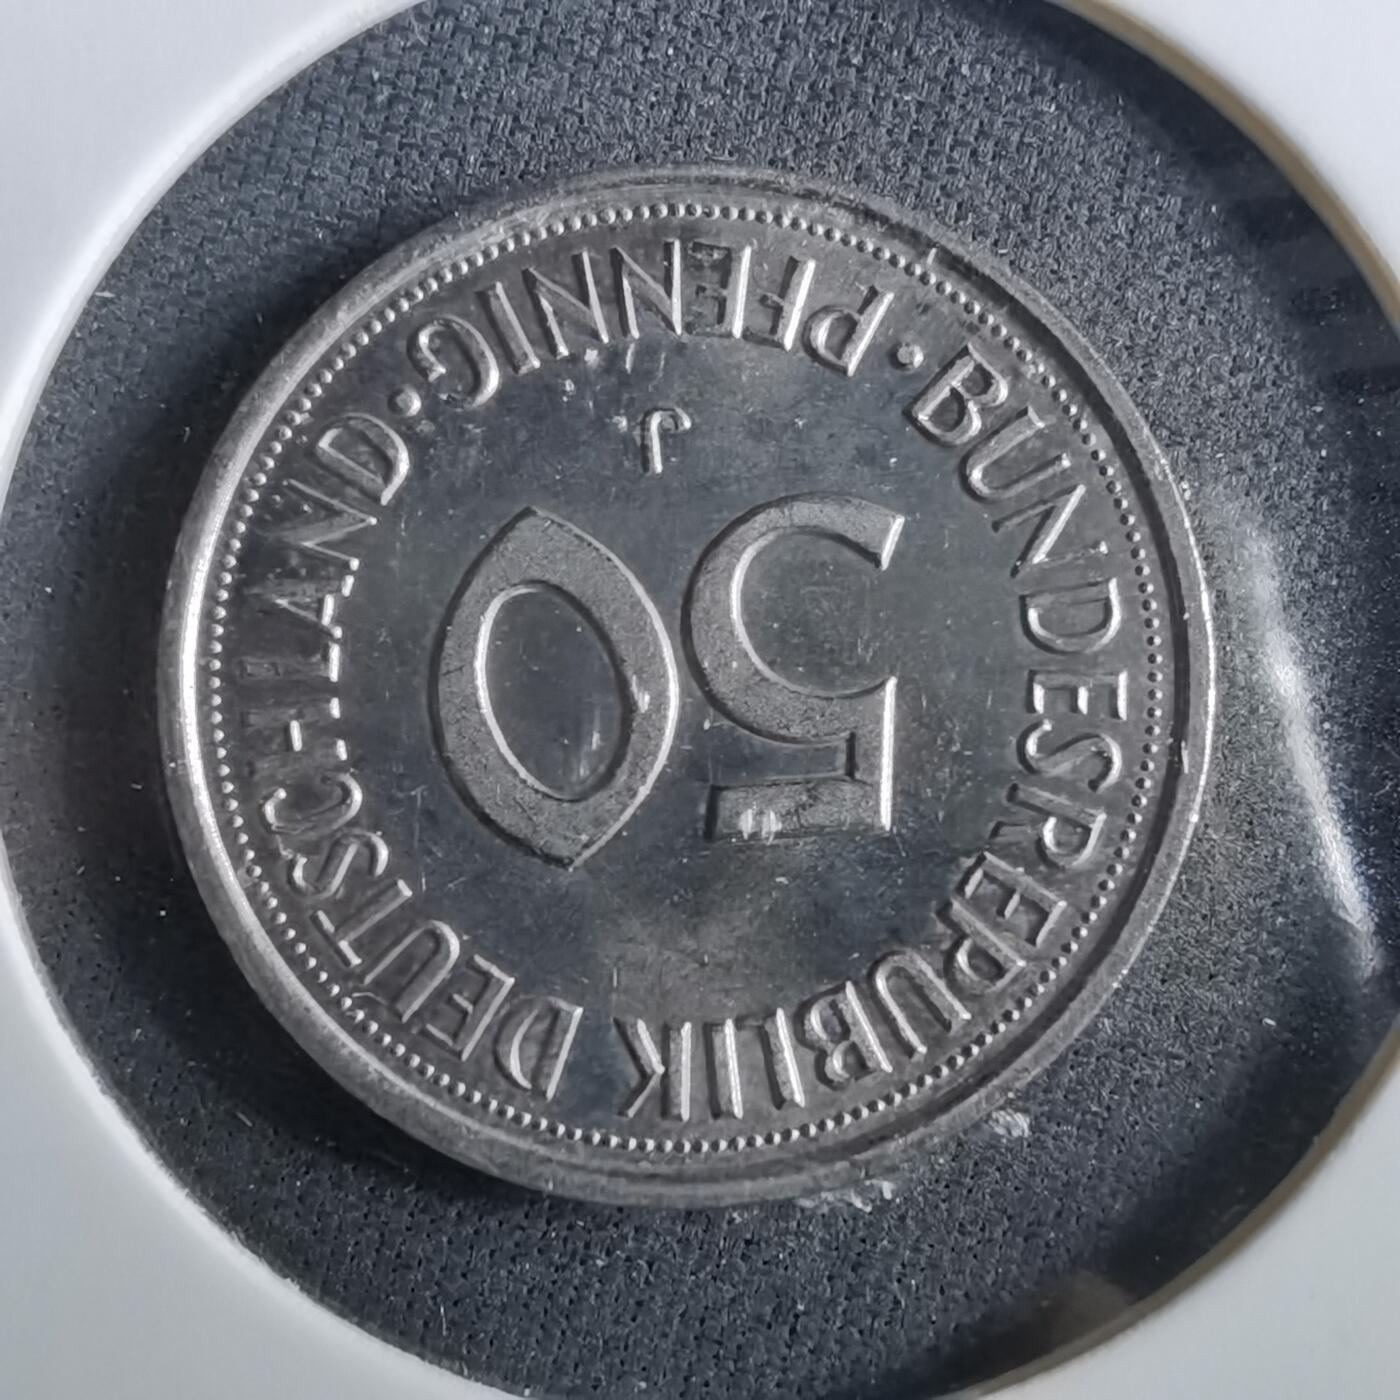 BUNDESREPUBLIK DEUTSCHLAND · PFENNIG ·
50
J